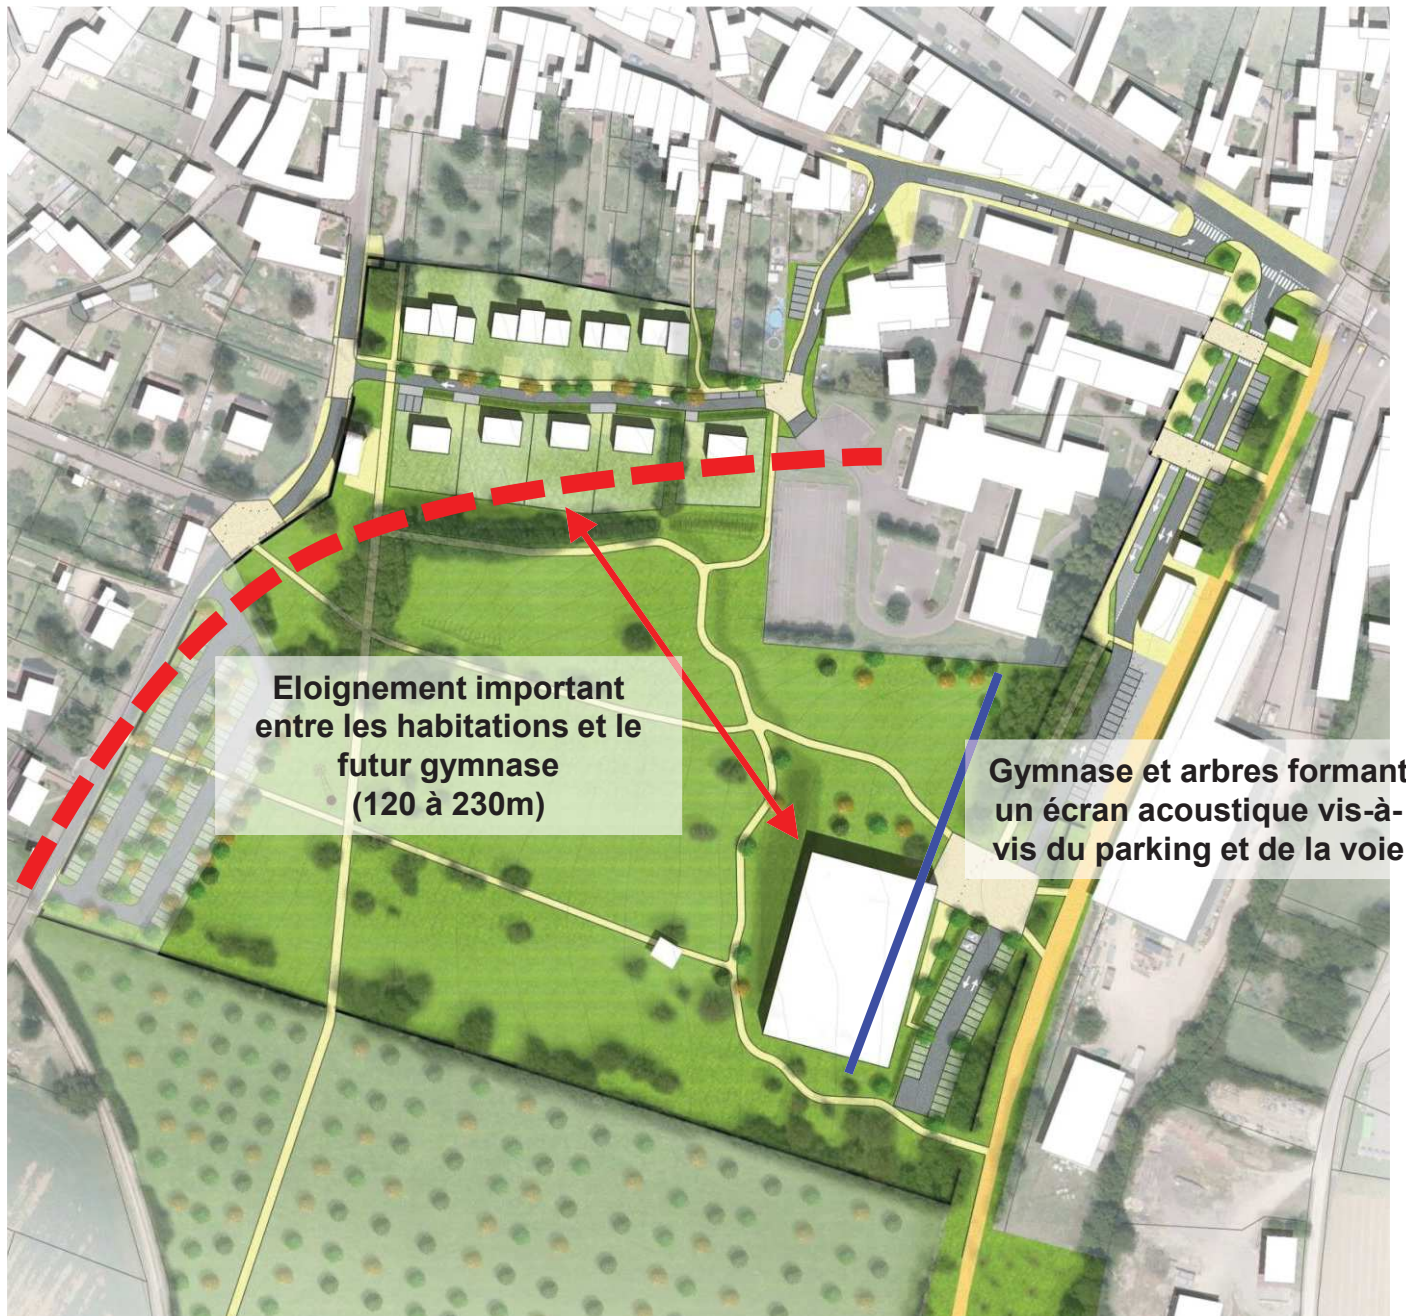 Eloignement important
entre les habitations et le
futur gymnase
(120 à 230m)
Gymnase et arbres formant
un écran acoustique vis-à-
vis du parking et de la voie